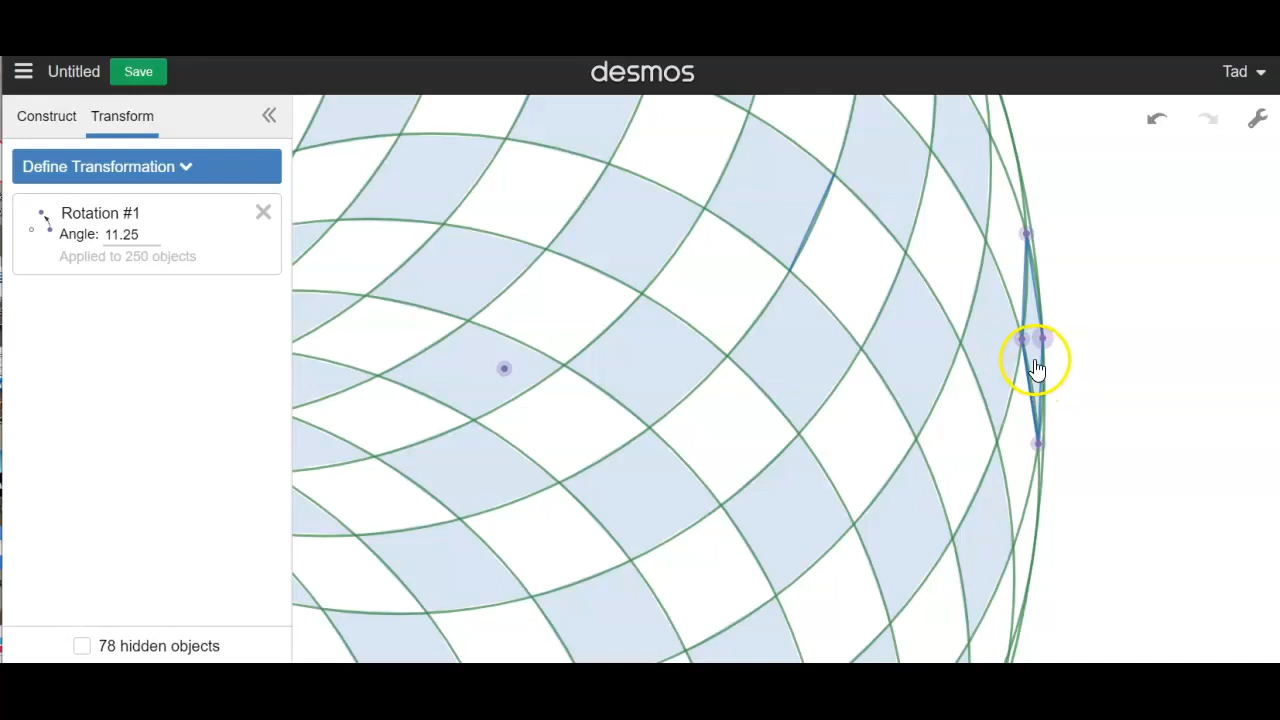 Untitled
Save
desmos
Tad
Construct
Transform
Define Transformation
Rotation #1
Angle: 11.25
Applied to 250 objects
78 hidden objects